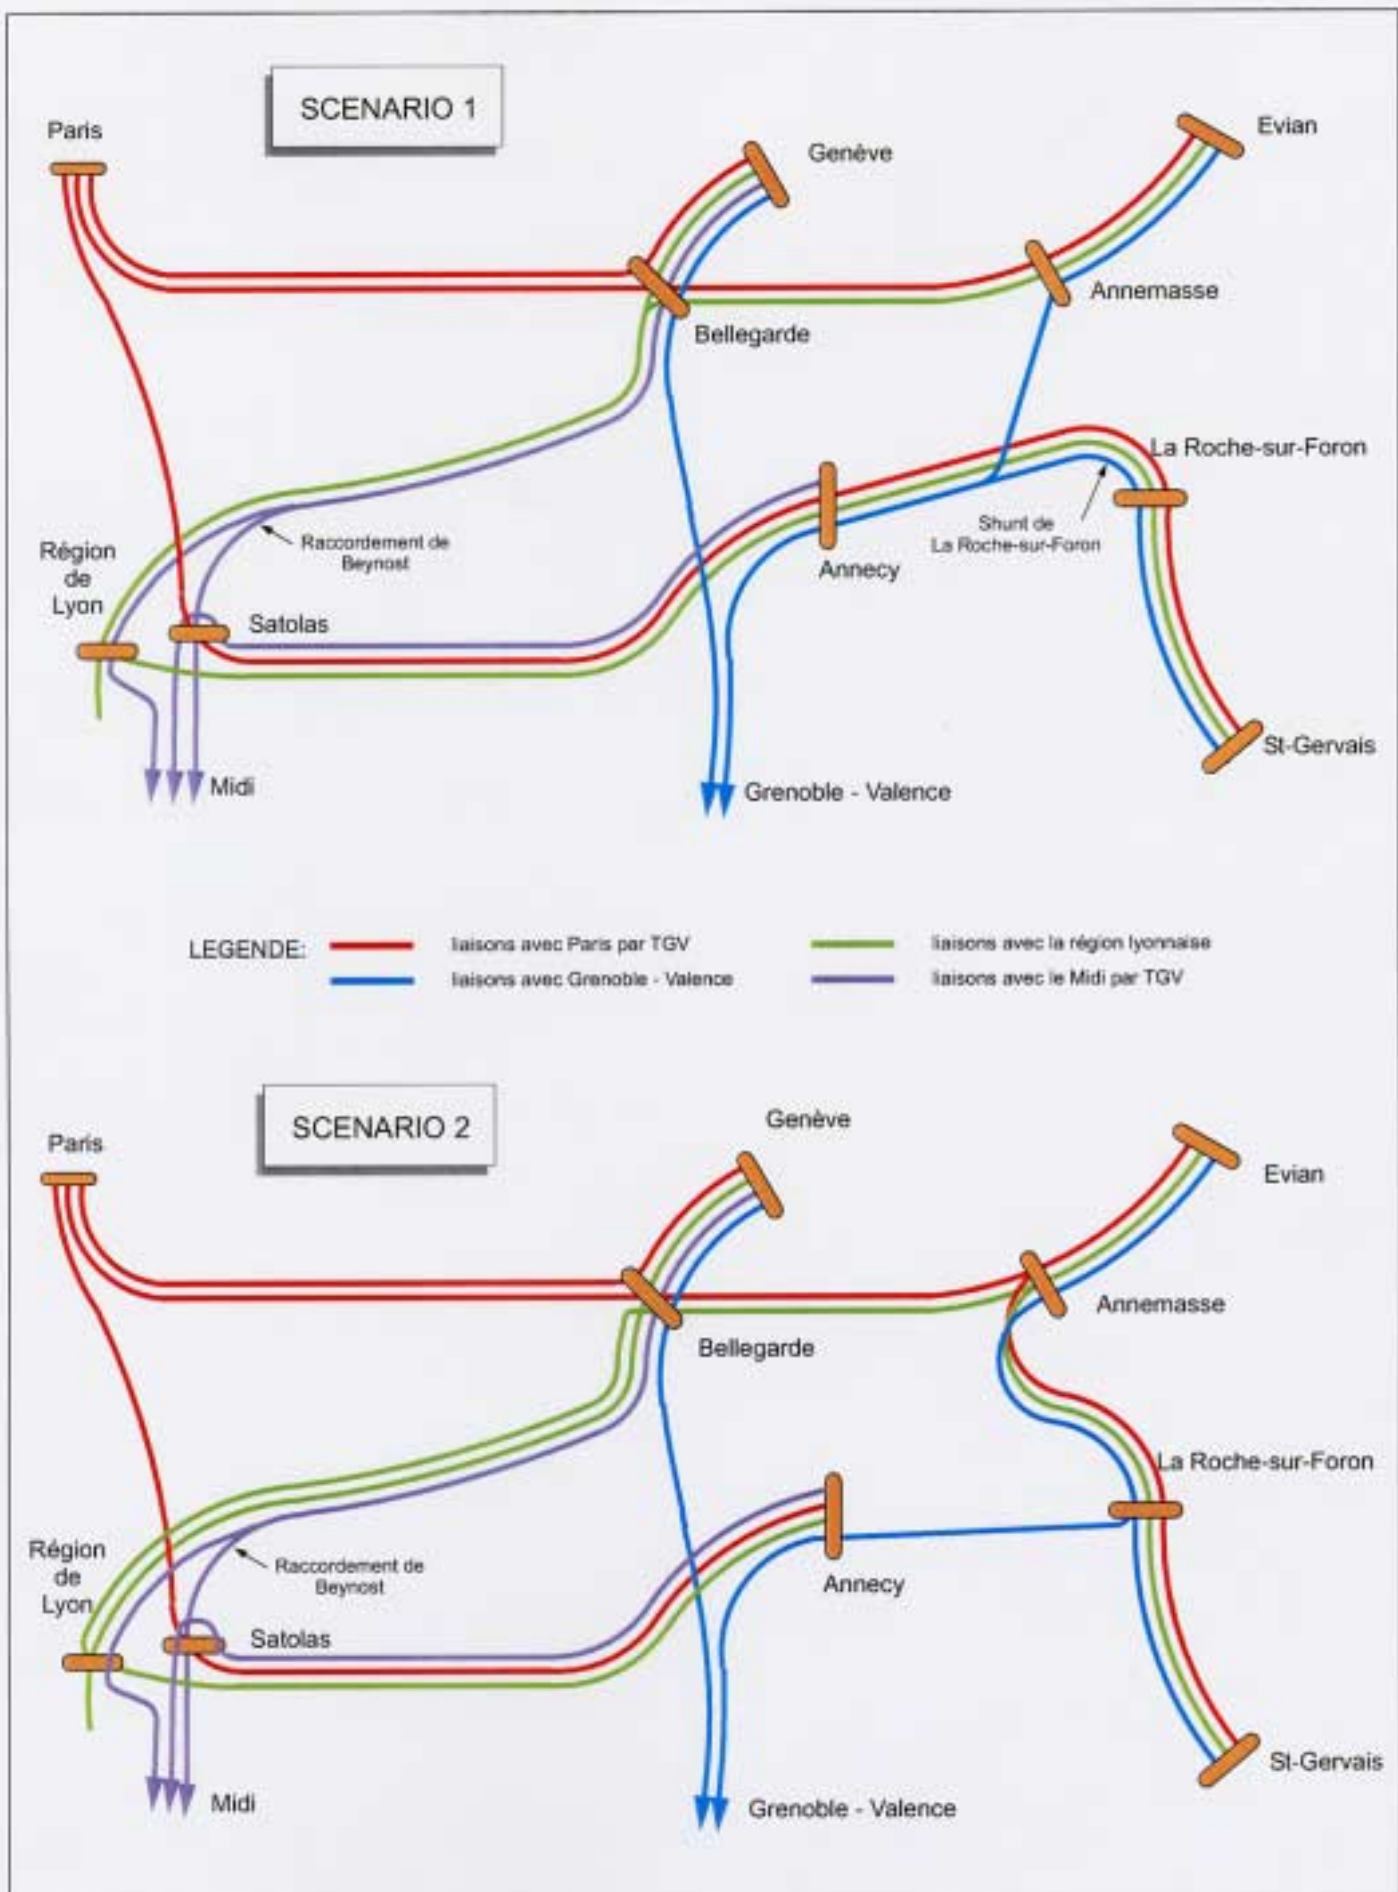 SCENARIO 1
Paris
Genève
Evian
Annemasse
Bellegarde
La Roche-sur-Foron
Shunt de
La Roche-sur-Foron
Raccordement de
Beynost
Région
de
Lyon
Annecy
Satolas
St-Gervais
Midi
Grenoble - Valence
LEGENDE:
liaisons avec Paris par TGV
liaisons avec la région lyonnaise
liaisons avec Grenoble - Valence
liaisons avec le Midi par TGV
SCENARIO 2
Genève
Paris
Evian
Annemasse
Bellegarde
La Roche-sur-Foron
Région
de
Lyon
Raccordement de
Beynost
Annecy
Satolas
St-Gervais
Midi
Grenoble - Valence